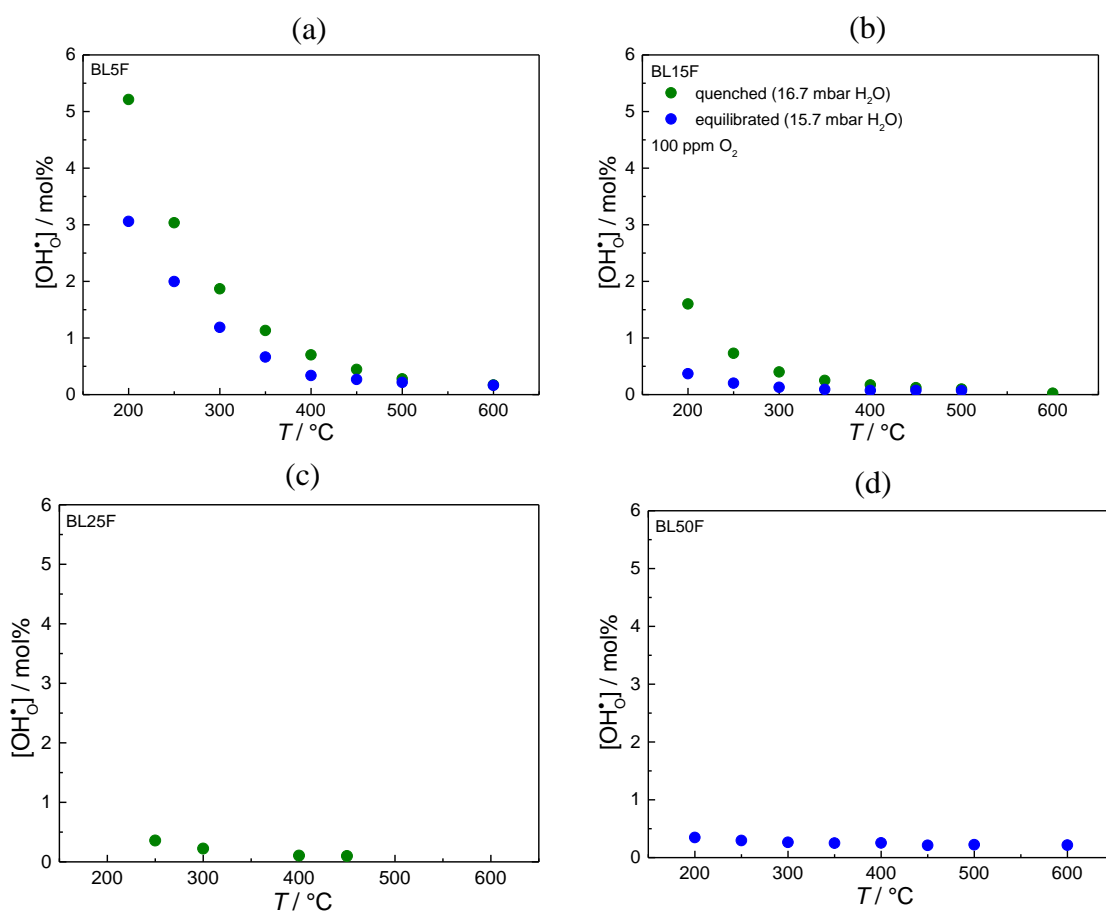 (a)
6
5
4
3
2
1
0
[OH•O] / mol%
BL5F
200
300
400
500
600
T / °C
(b)
6
5
4
3
2
1
0
[OH•O] / mol%
BL15F
quenched (16.7 mbar H₂O)
equilibrated (15.7 mbar H₂O)
100 ppm O₂
200
300
400
500
600
T / °C
(c)
6
5
4
3
2
1
0
[OH•O] / mol%
BL25F
200
300
400
500
600
T / °C
(d)
6
5
4
3
2
1
0
[OH•O] / mol%
BL50F
200
300
400
500
600
T / °C